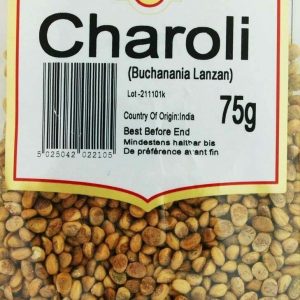 Charoli
(Buchanania Lanzan)
Lot -211101k
Country Of Origin:India
75g
Best Before End
Mindestens haltbar bis
De préférence avant fin
5 025042 022105